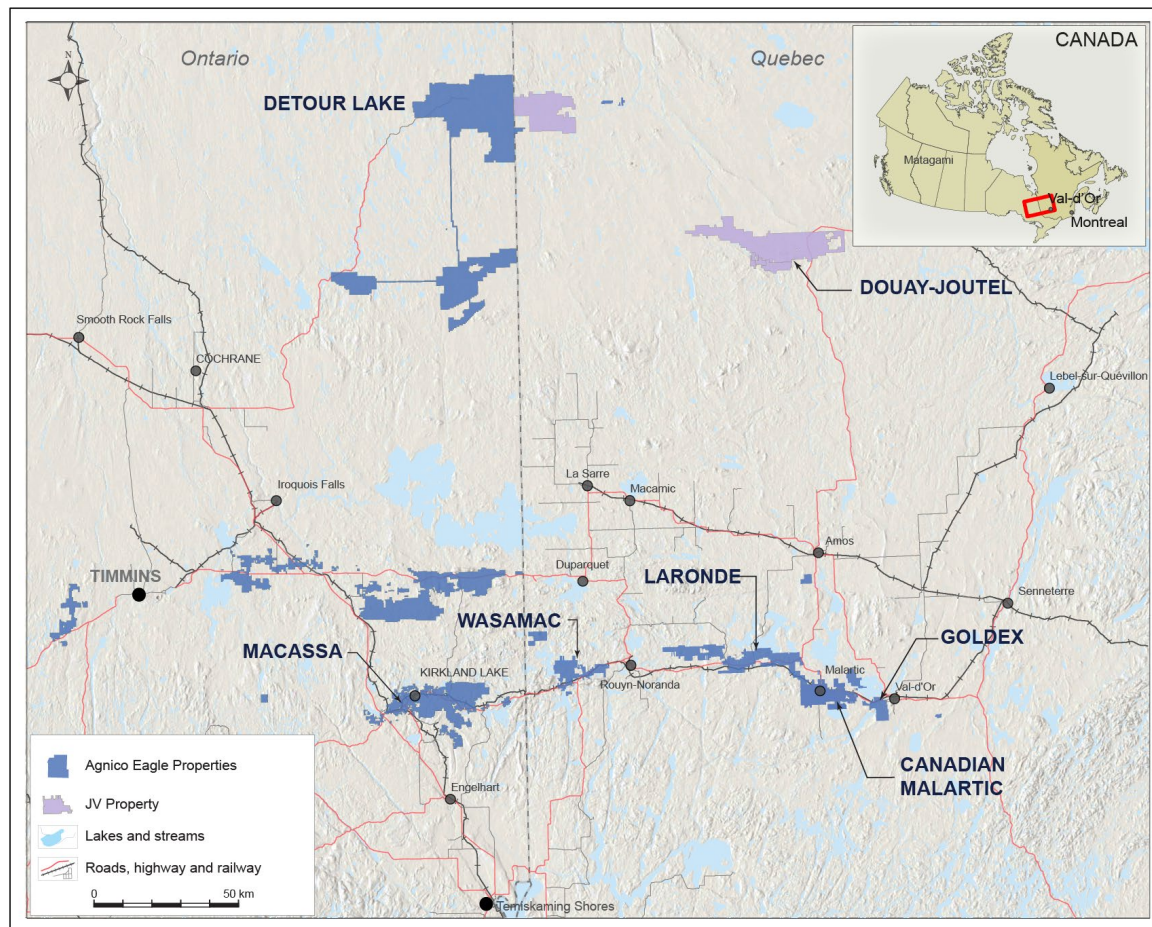 N
Ontario
Quebec
CANADA
Matagami
Val-d'Or
Montreal
DETOUR LAKE
DOUAY-JOUTEL
Smooth Rock Falls
COCHRANE
Lebel-sur-Quévillon
Iroquois Falls
La Sarre
Macamic
Amos
TIMMINS
Duparquet
LARONDE
Senneterre
WASAMAC
GOLDEX
MACASSA
KIRKLAND LAKE
Rouyn-Noranda
Malartic
Val-d'Or
CANADIAN
MALARTIC
Engelhart
Temiskaming Shores
Agnico Eagle Properties
JV Property
Lakes and streams
Roads, highway and railway
0 50 km